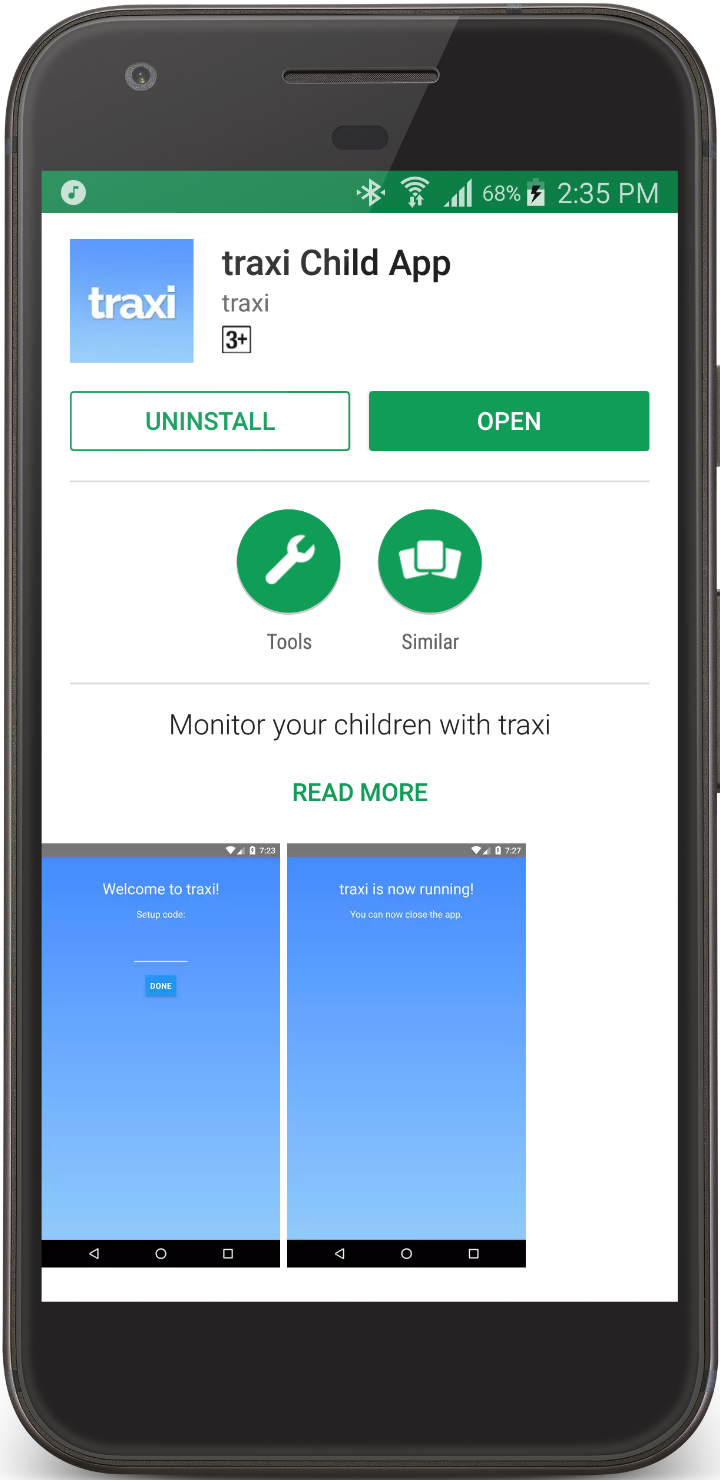 68% 2:35 PM
traxi
traxi Child App
traxi
3+
UNINSTALL
OPEN
Tools
Similar
Monitor your children with traxi
READ MORE
7:23
Welcome to traxi!
Setup code:
DONE
7:27
traxi is now running!
You can now close the app.